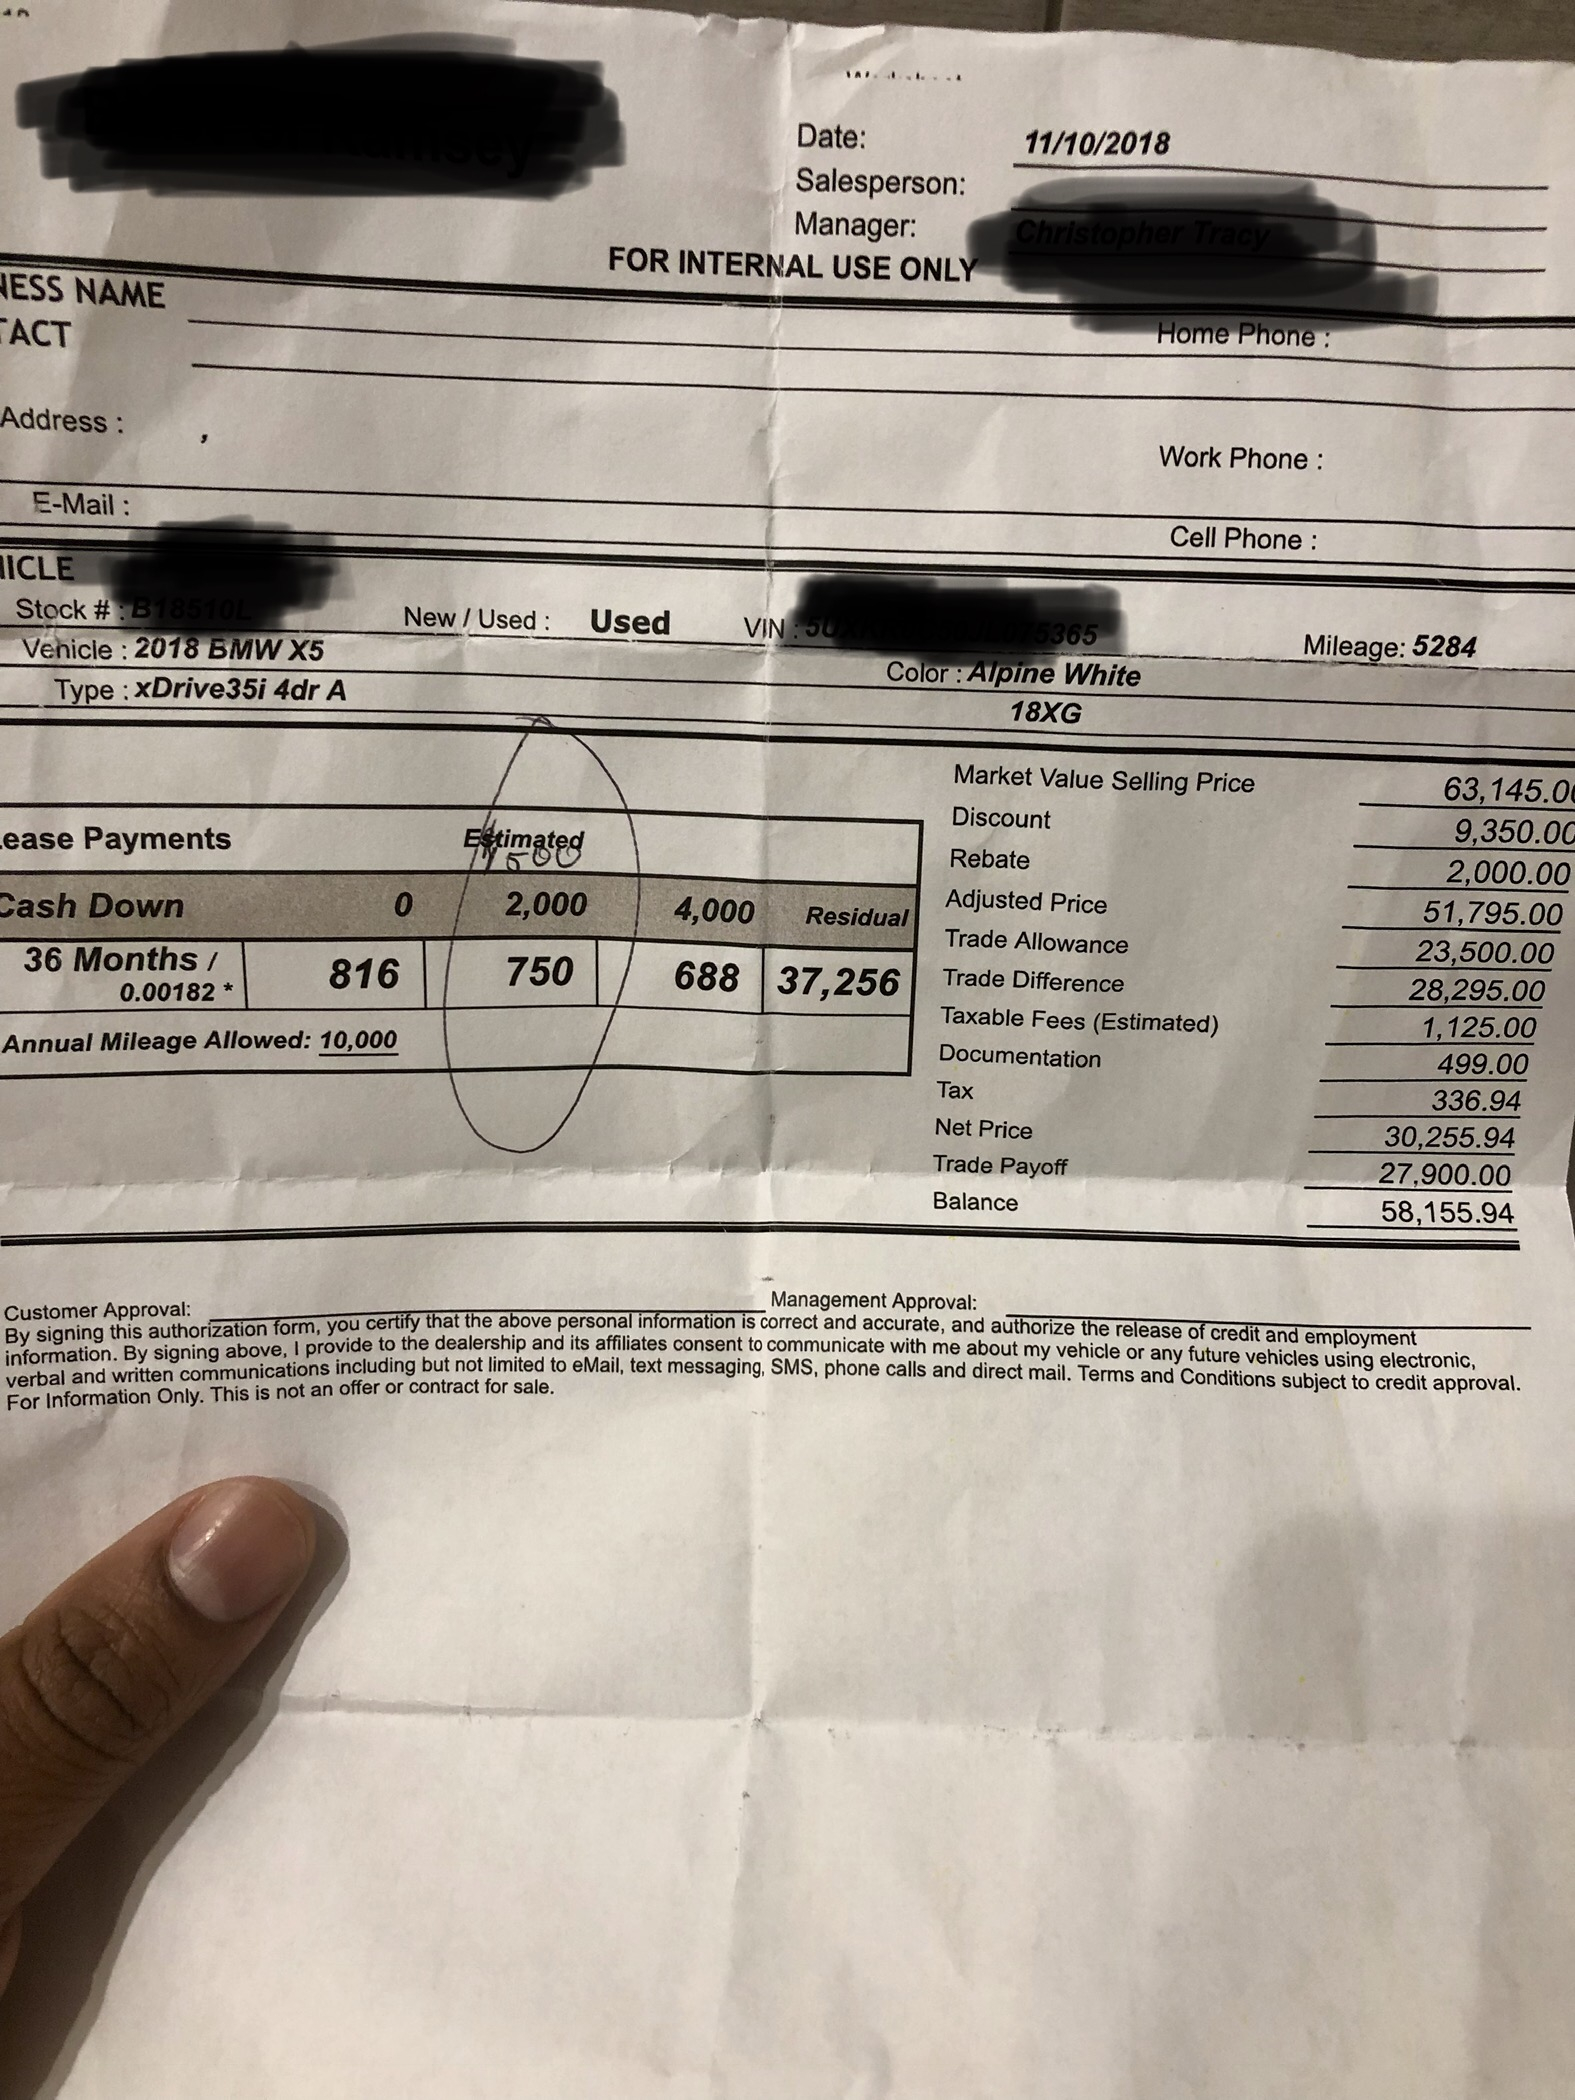 Date: 11/10/2018
Salesperson:
Manager:
FOR INTERNAL USE ONLY
NESS NAME
TACT
Home Phone :
Address : ,
Work Phone :
E-Mail :
Cell Phone :
HICLE
Stock # :
New / Used : Used
VIN :
Mileage: 5284
Vehicle : 2018 BMW X5
Color : Alpine White
Type : xDrive35i 4dr A
18XG
Lease Payments Estimated
500
Cash Down 0 2,000 4,000 Residual
36 Months / 816 750 688 37,256
0.00182 *
Annual Mileage Allowed: 10,000
Market Value Selling Price 63,145.00
Discount 9,350.00
Rebate 2,000.00
Adjusted Price 51,795.00
Trade Allowance 23,500.00
Trade Difference 28,295.00
Taxable Fees (Estimated) 1,125.00
Documentation 499.00
Tax 336.94
Net Price 30,255.94
Trade Payoff 27,900.00
Balance 58,155.94
Customer Approval: Management Approval:
By signing this authorization form, you certify that the above personal information is correct and accurate, and authorize the release of credit and employment
information. By signing above, I provide to the dealership and its affiliates consent to communicate with me about my vehicle or any future vehicles using electronic,
verbal and written communications including but not limited to eMail, text messaging, SMS, phone calls and direct mail. Terms and Conditions subject to credit approval.
For Information Only. This is not an offer or contract for sale.